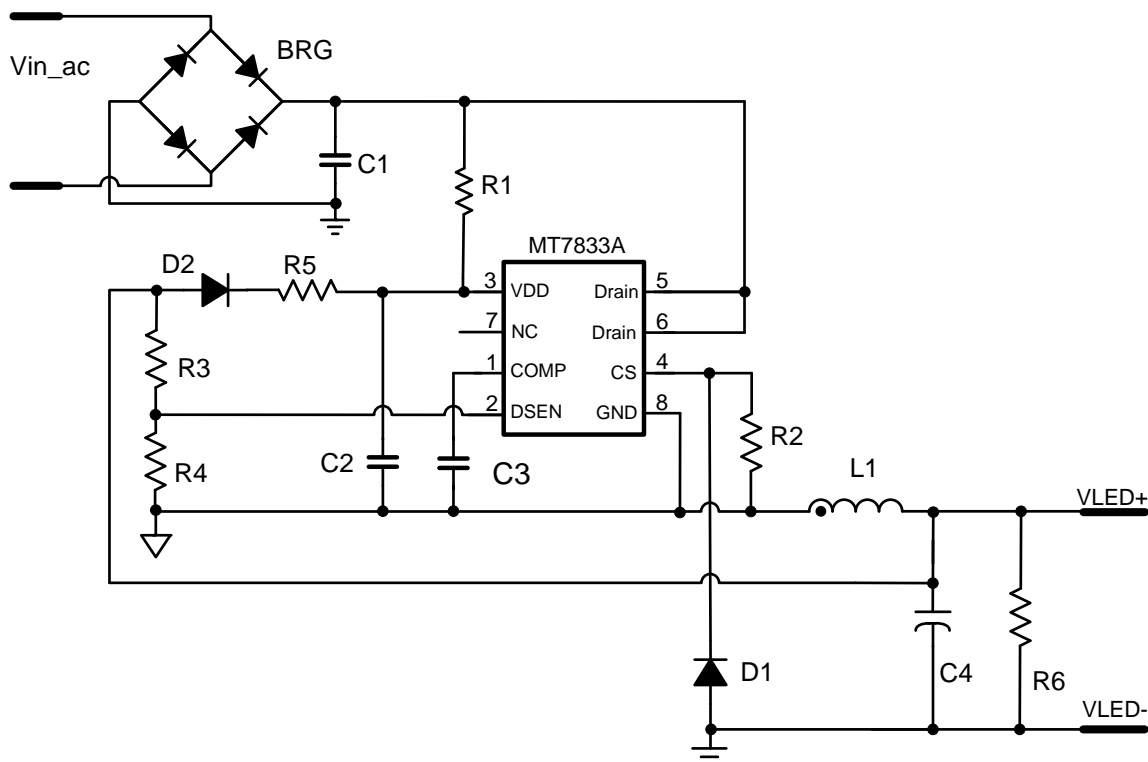 Vin_ac
BRG
C1
R1
MT7833A
D2
R5
3
VDD
Drain
5
7
NC
Drain
6
R3
1
COMP
CS
4
2
DSEN
GND
8
R2
R4
C2
C3
L1
VLED+
D1
C4
R6
VLED-